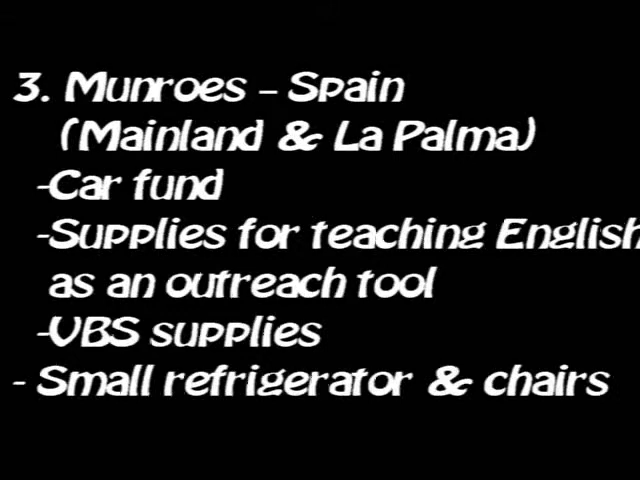 3. Munroes – Spain
(Mainland & La Palma)
-Car fund
-Supplies for teaching English
as an outreach tool
-VBS supplies
- Small refrigerator & chairs